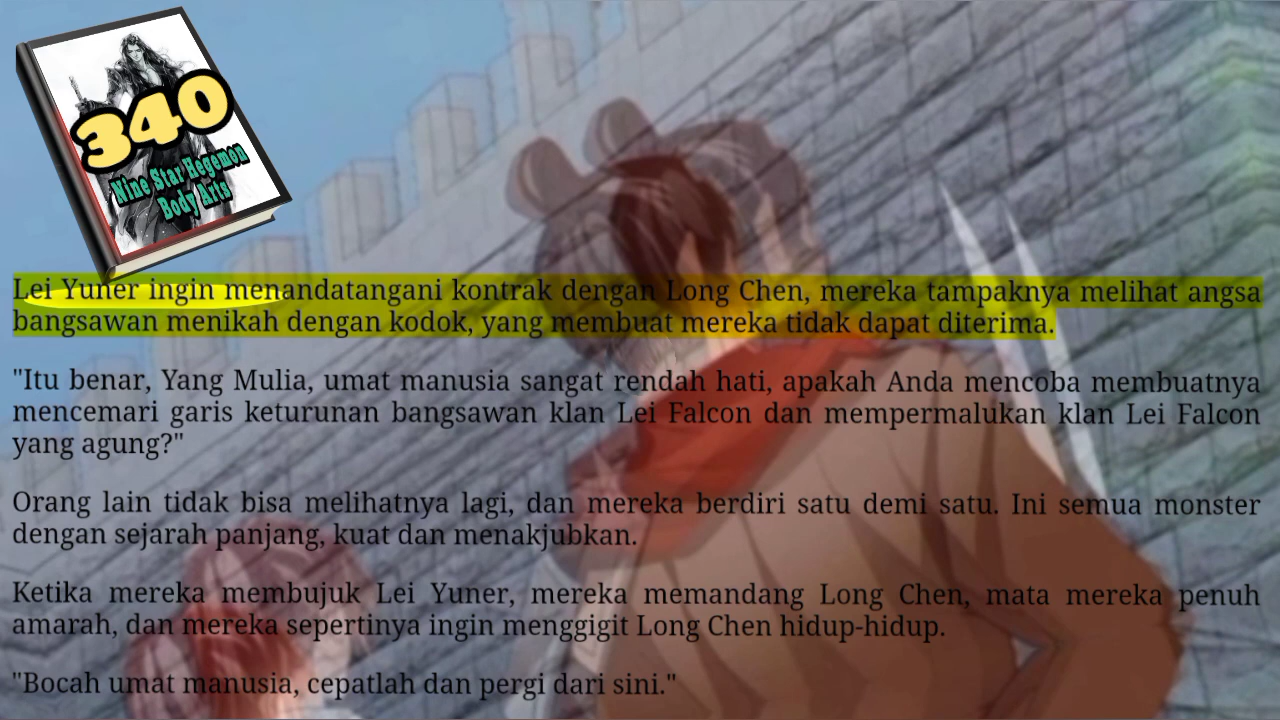 340
Nine Star Hegemon
Body Arts
Lei Yuner ingin menandatangani kontrak dengan Long Chen, mereka tampaknya melihat angsa
bangsawan menikah dengan kodok, yang membuat mereka tidak dapat diterima.
"Itu benar, Yang Mulia, umat manusia sangat rendah hati, apakah Anda mencoba membuatnya
mencemari garis keturunan bangsawan klan Lei Falcon dan mempermalukan klan Lei Falcon
yang agung?"
Orang lain tidak bisa melihatnya lagi, dan mereka berdiri satu demi satu. Ini semua monster
dengan sejarah panjang, kuat dan menakjubkan.
Ketika mereka membujuk Lei Yuner, mereka memandang Long Chen, mata mereka penuh
amarah, dan mereka sepertinya ingin menggigit Long Chen hidup-hidup.
"Bocah umat manusia, cepatlah dan pergi dari sini."